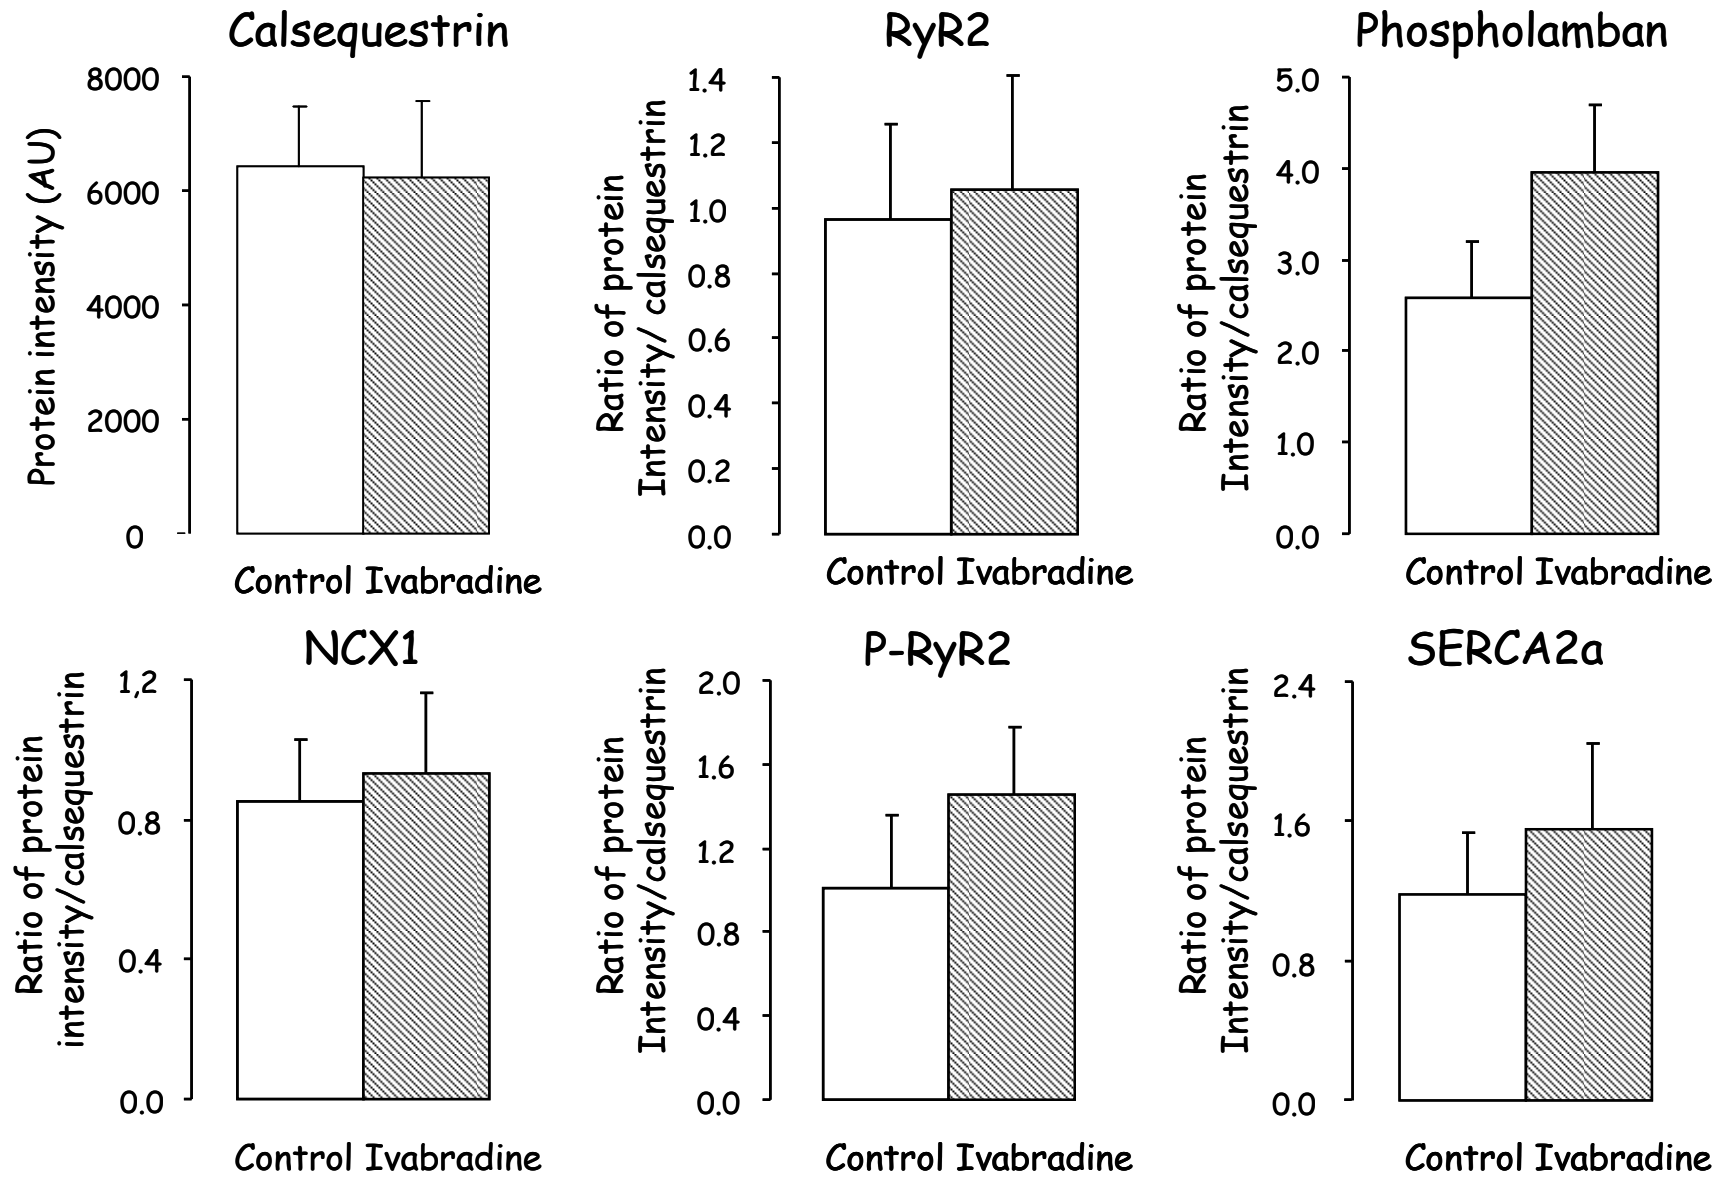 Calsequestrin
Protein intensity (AU)
8000
6000
4000
2000
0
Control Ivabradine
RyR2
Ratio of protein
Intensity/ calsequestrin
1.4
1.2
1.0
0.8
0.6
0.4
0.2
0.0
Control Ivabradine
Phospholamban
Ratio of protein
Intensity/calsequestrin
5.0
4.0
3.0
2.0
1.0
0.0
Control Ivabradine
NCX1
Ratio of protein
intensity/calsequestrin
1,2
0.8
0.4
0.0
Control Ivabradine
P-RyR2
Ratio of protein
Intensity/calsequestrin
2.0
1.6
1.2
0.8
0.4
0.0
Control Ivabradine
SERCA2a
Ratio of protein
Intensity/calsequestrin
2.4
1.6
0.8
0.0
Control Ivabradine